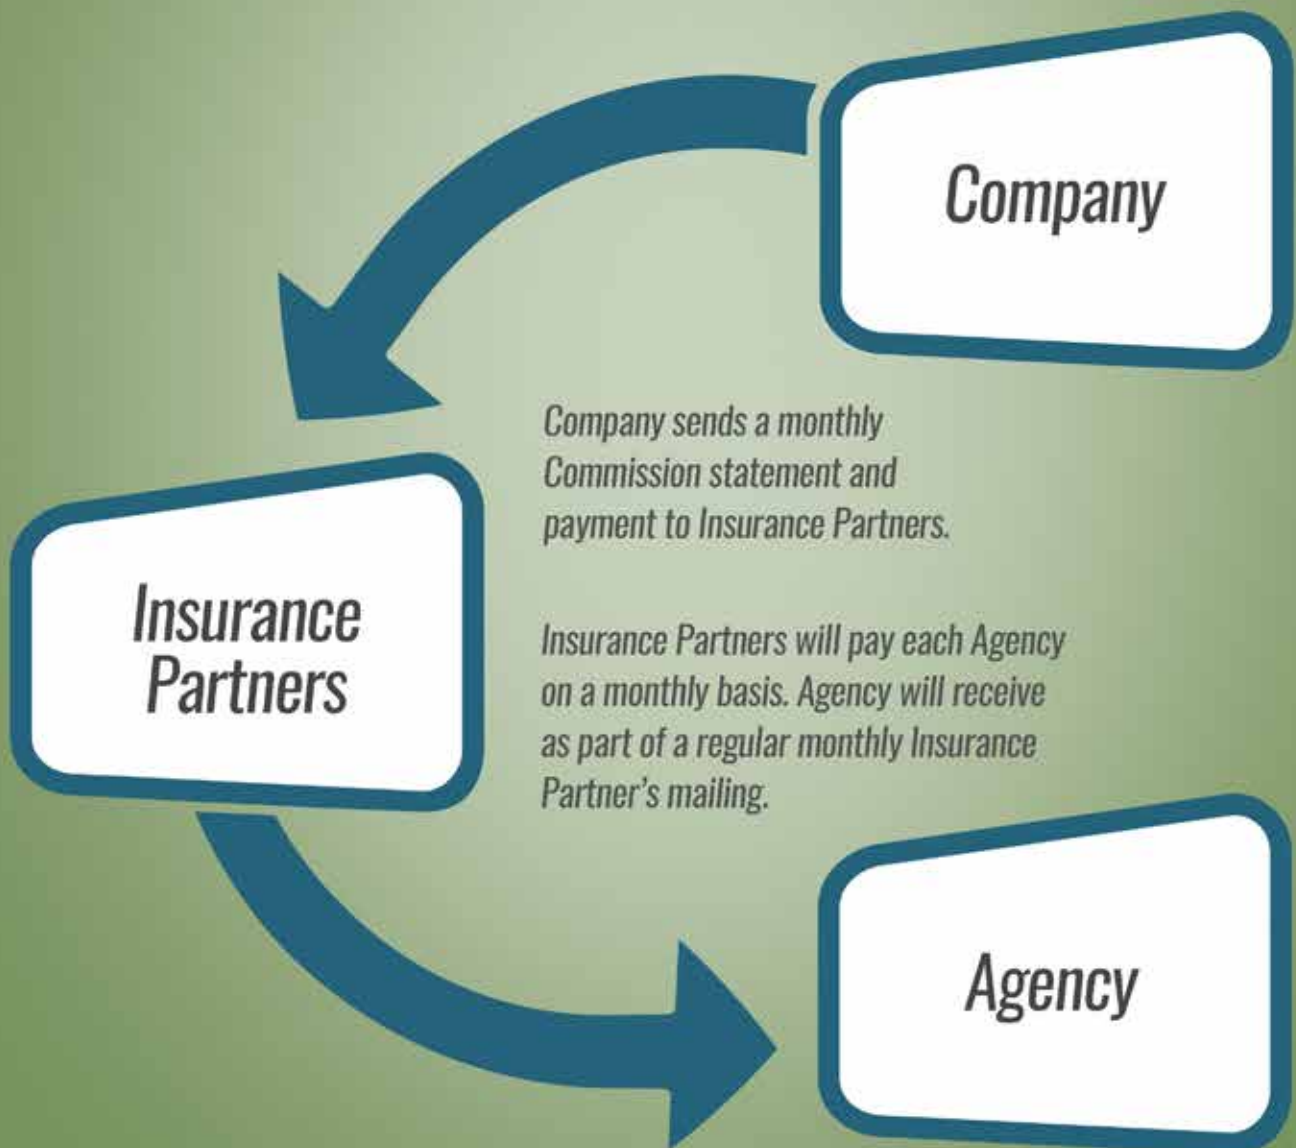 Company
Company sends a monthly
Commission statement and
payment to Insurance Partners.
Insurance
Partners
Insurance Partners will pay each Agency
on a monthly basis. Agency will receive
as part of a regular monthly Insurance
Partner's mailing.
Agency